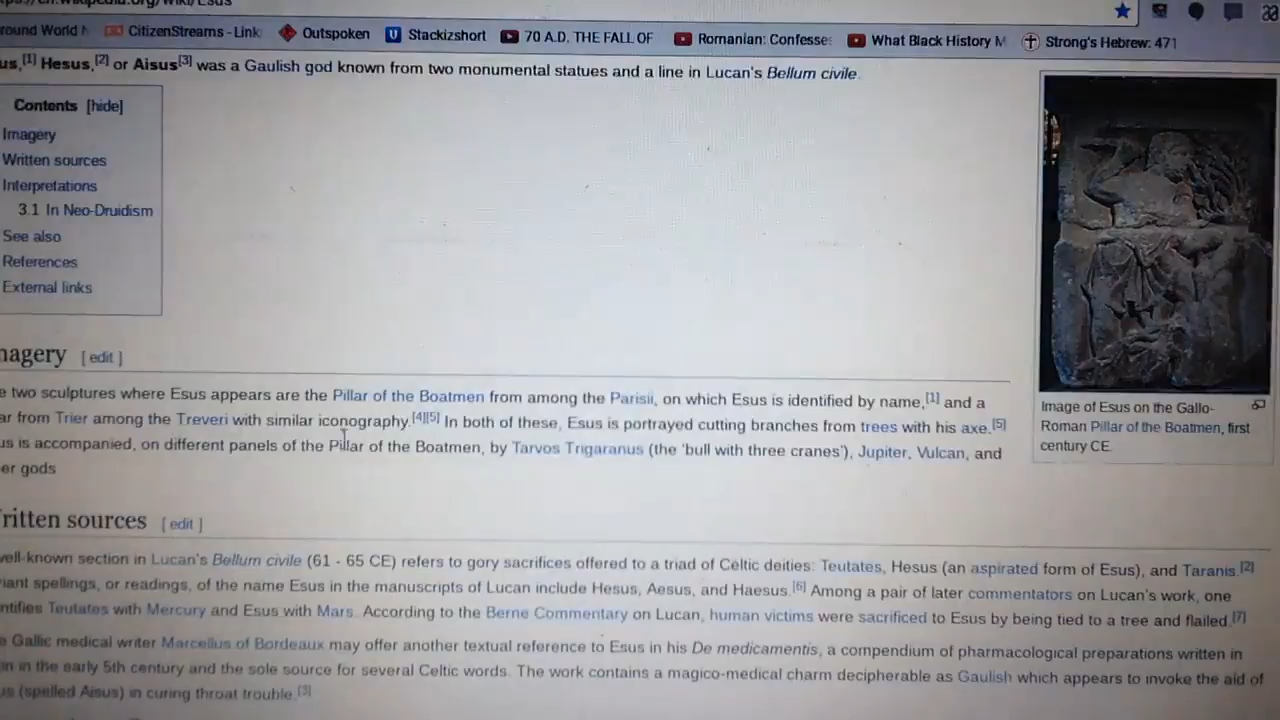 round World
CitizenStreams - Link
Outspoken
Stackizshort
70 A.D. THE FALL OF
Romanian: Confesse
What Black History M
Strong's Hebrew: 471
us,[1] Hesus,[2] or Aisus[3] was a Gaulish god known from two monumental statues and a line in Lucan's Bellum civile.
Contents [hide]
Imagery
Written sources
Interpretations
3.1 In Neo-Druidism
See also
References
External links
magery [ edit ]
e two sculptures where Esus appears are the Pillar of the Boatmen from among the Parisii, on which Esus is identified by name,[1] and a
ar from Trier among the Treveri with similar iconography.[4][5] In both of these, Esus is portrayed cutting branches from trees with his axe.[5]
us is accompanied, on different panels of the Pillar of the Boatmen, by Tarvos Trigaranus (the 'bull with three cranes'), Jupiter, Vulcan, and
er gods
Image of Esus on the Gallo-
Roman Pillar of the Boatmen, first
century CE.
ritten sources [ edit ]
well-known section in Lucan's Bellum civile (61 - 65 CE) refers to gory sacrifices offered to a triad of Celtic deities: Teutates, Hesus (an aspirated form of Esus), and Taranis.[2]
iant spellings, or readings, of the name Esus in the manuscripts of Lucan include Hesus, Aesus, and Haesus.[6] Among a pair of later commentators on Lucan's work, one
ntifies Teutates with Mercury and Esus with Mars. According to the Berne Commentary on Lucan, human victims were sacrificed to Esus by being tied to a tree and flailed.[7]
e Gallic medical writer Marcellus of Bordeaux may offer another textual reference to Esus in his De medicamentis, a compendium of pharmacological preparations written in
in in the early 5th century and the sole source for several Celtic words. The work contains a magico-medical charm decipherable as Gaulish which appears to invoke the aid of
us (spelled Aisus) in curing throat trouble.[3]